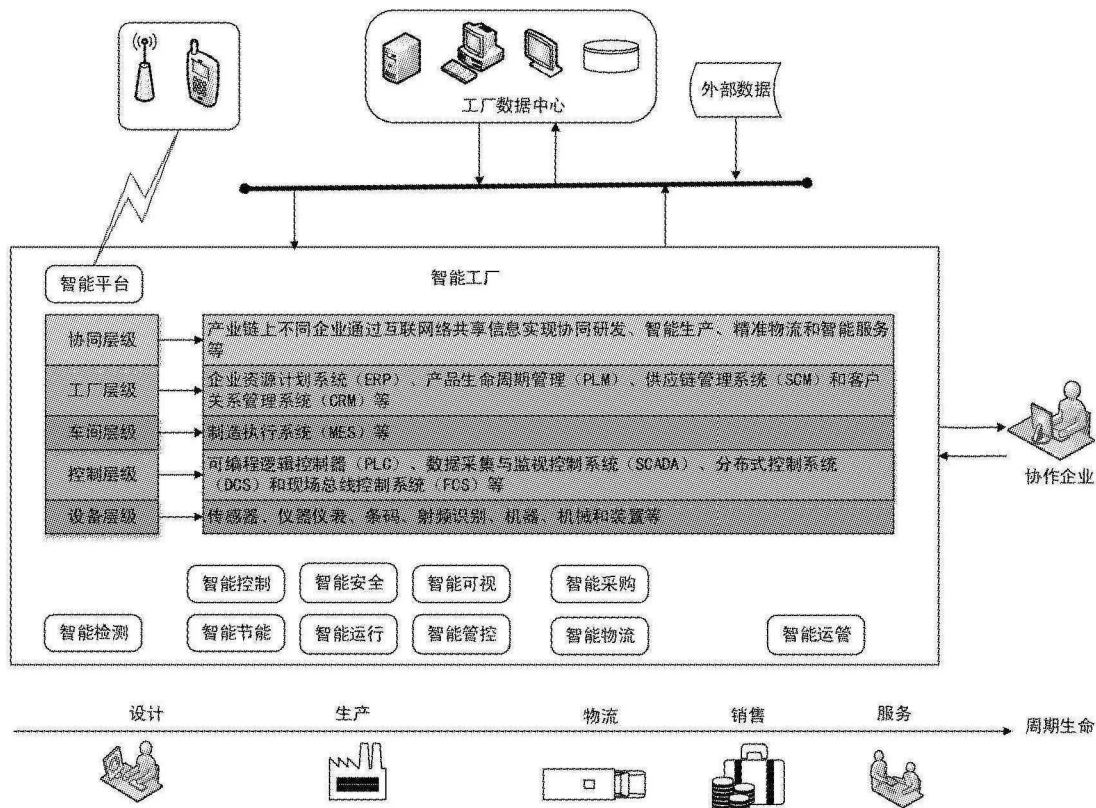 工厂数据中心
外部数据
智能平台
智能工厂
协同层级
产业链上不同企业通过互联网络共享信息实现协同研发、智能生产、精准物流和智能服务
等
工厂层级
企业资源计划系统（ERP）、产品生命周期管理（PLM）、供应链管理系统（SCM）和客户
关系管理系统（CRM）等
车间层级
制造执行系统（MES）等
控制层级
可编程逻辑控制器（PLC）、数据采集与监视控制系统（SCADA）、分布式控制系统
（DCS）和现场总线控制系统（FCS）等
设备层级
传感器、仪器仪表、条码、射频识别、机器、机械和装置等
协作企业
智能控制
智能安全
智能可视
智能采购
智能检测
智能节能
智能运行
智能管控
智能物流
智能运管
设计
生产
物流
销售
服务
周期生命